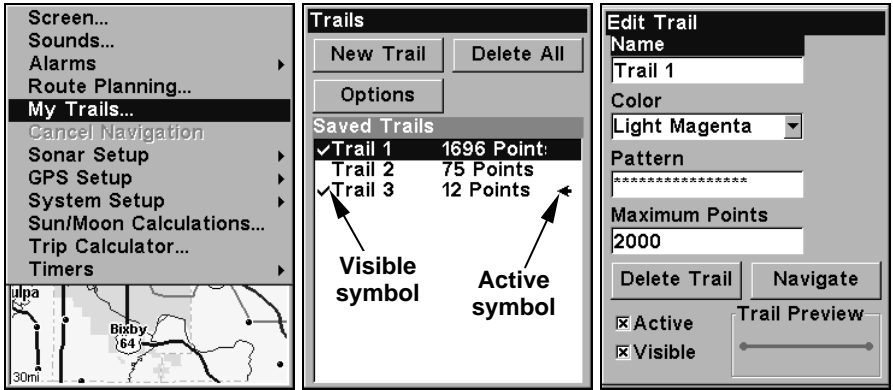 Screen...
Sounds...
Alarms
Route Planning...
My Trails...
Cancel Navigation
Sonar Setup
GPS Setup
System Setup
Sun/Moon Calculations...
Trip Calculator...
Timers
ulpa
Bixby
64
30mi
Trails
New Trail
Delete All
Options
Saved Trails
Trail 1 1696 Point
Trail 2 75 Points
Trail 3 12 Points
Visible symbol
Active symbol
Edit Trail
Name
Trail 1
Color
Light Magenta
Pattern
****************
Maximum Points
2000
Delete Trail
Navigate
Active
Visible
Trail Preview